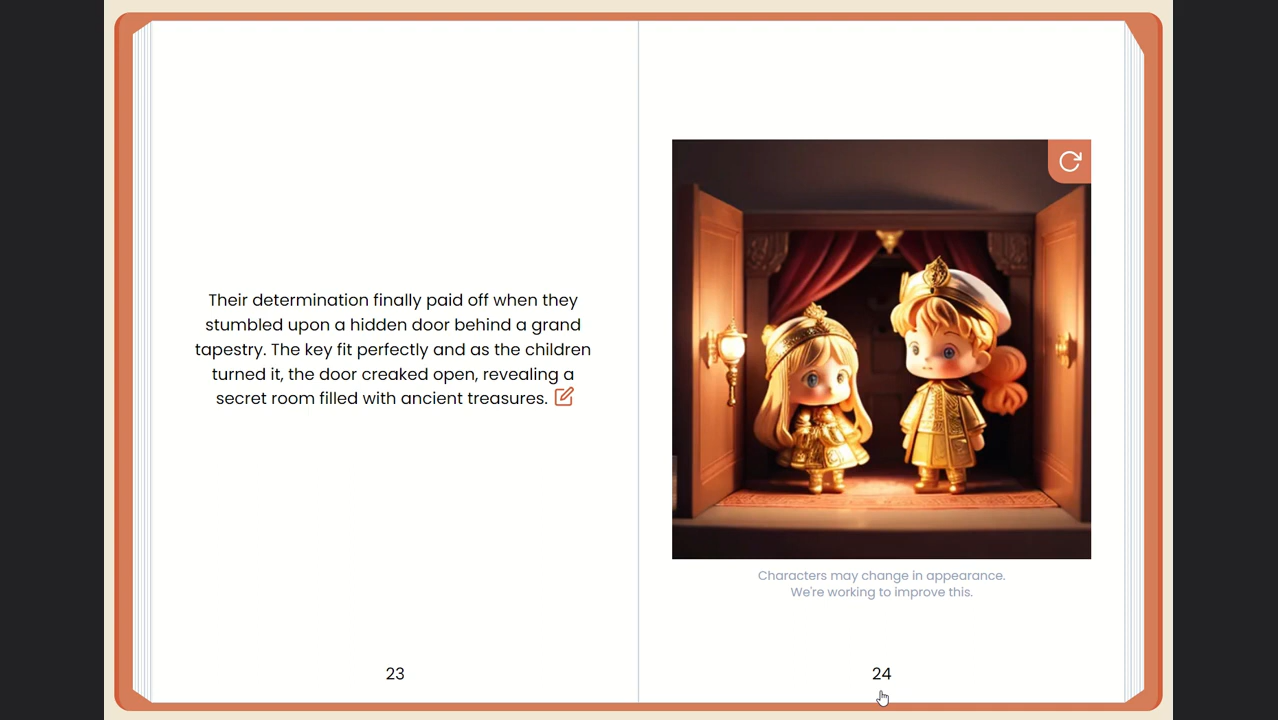 Their determination finally paid off when they
stumbled upon a hidden door behind a grand
tapestry. The key fit perfectly and as the children
turned it, the door creaked open, revealing a
secret room filled with ancient treasures.
Characters may change in appearance.
We're working to improve this.
23
24